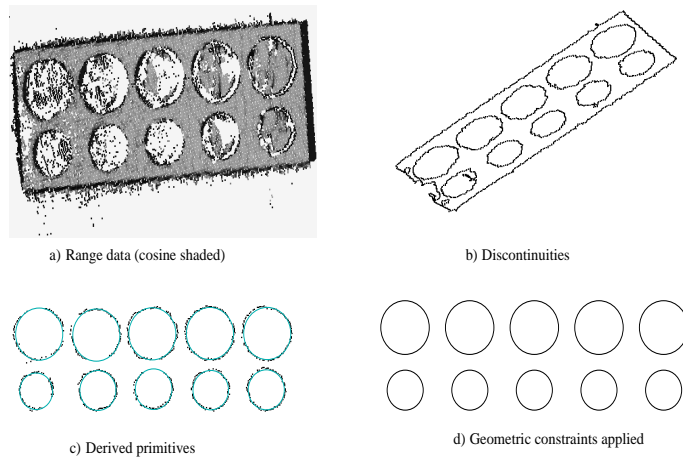 a) Range data (cosine shaded)
b) Discontinuities
c) Derived primitives
d) Geometric constraints applied